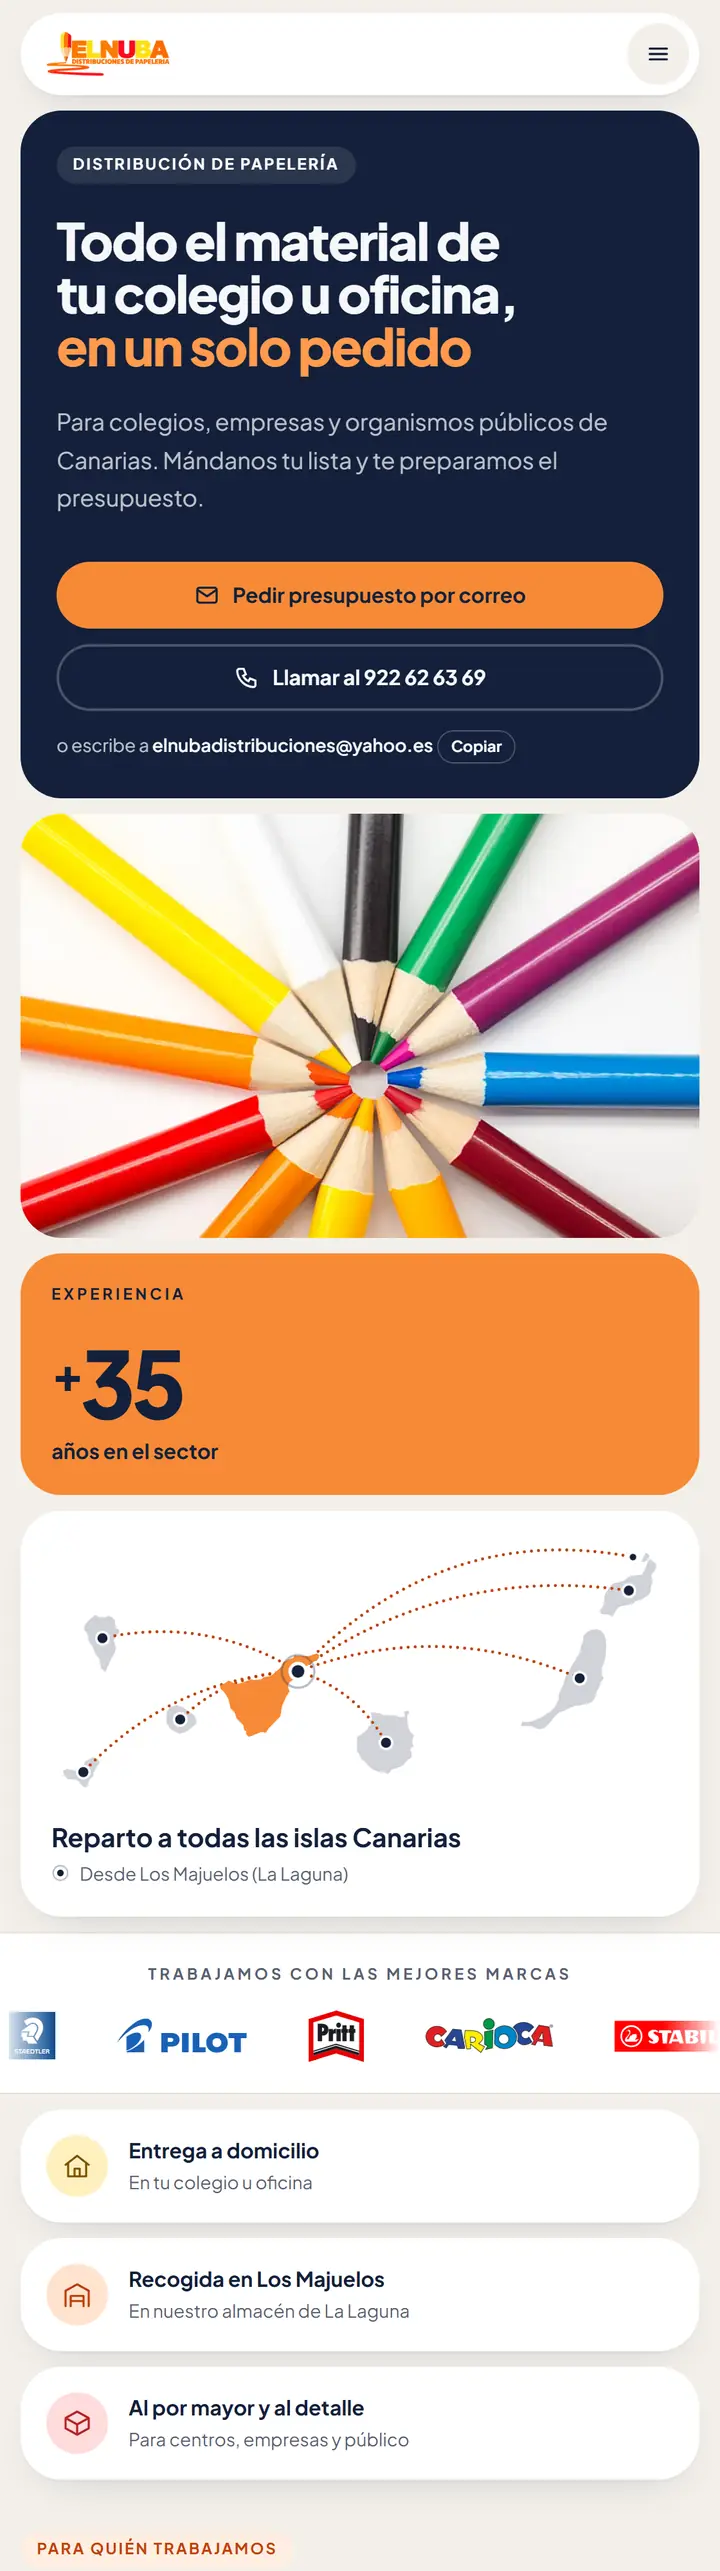 ELNUBA
DISTRIBUCIONES DE PAPELERIA
DISTRIBUCIÓN DE PAPELERÍA
Todo el material de
tu colegio u oficina,
en un solo pedido
Para colegios, empresas y organismos públicos de
Canarias. Mándanos tu lista y te preparamos el
presupuesto.
Pedir presupuesto por correo
Llamar al 922 62 63 69
o escribe a elnubadistribuciones@yahoo.es Copiar
EXPERIENCIA
+35
años en el sector
Reparto a todas las islas Canarias
Desde Los Majuelos (La Laguna)
TRABAJAMOS CON LAS MEJORES MARCAS
STAEDTLER PILOT Pritt CARIOCA STABIL
Entrega a domicilio
En tu colegio u oficina
Recogida en Los Majuelos
En nuestro almacén de La Laguna
Al por mayor y al detalle
Para centros, empresas y público
PARA QUIÉN TRABAJAMOS